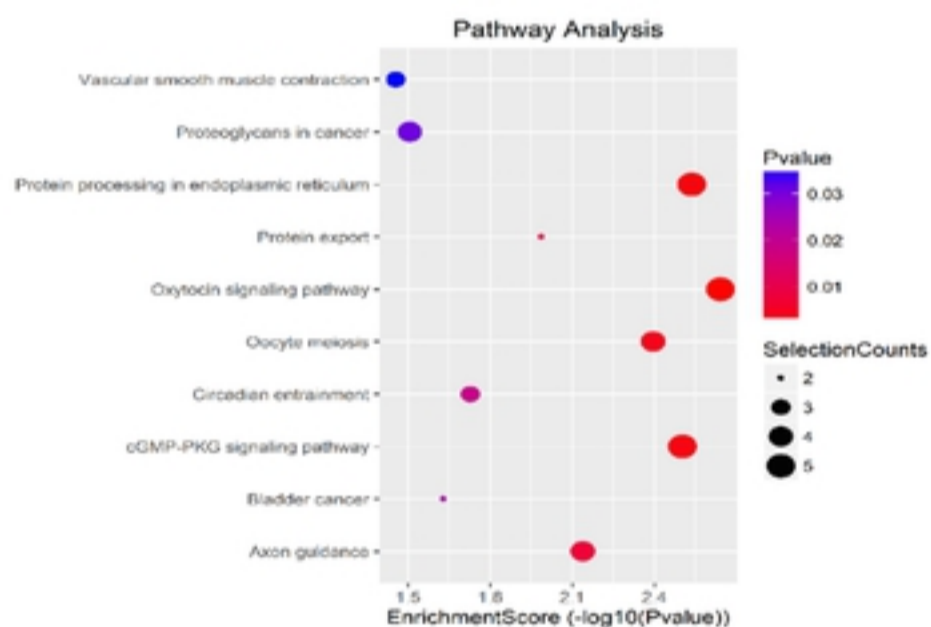 Pathway Analysis
Vascular smooth muscle contraction
Proteoglycans in cancer
Protein processing in endoplasmic reticulum
Protein export
Oxytocin signaling pathway
Oocyte meiosis
Circadian entrainment
cGMP-PKG signaling pathway
Bladder cancer
Axon guidance
1.5 1.8 2.1 2.4
EnrichmentScore (-log10(Pvalue))
Pvalue
0.03
0.02
0.01
SelectionCounts
2
3
4
5